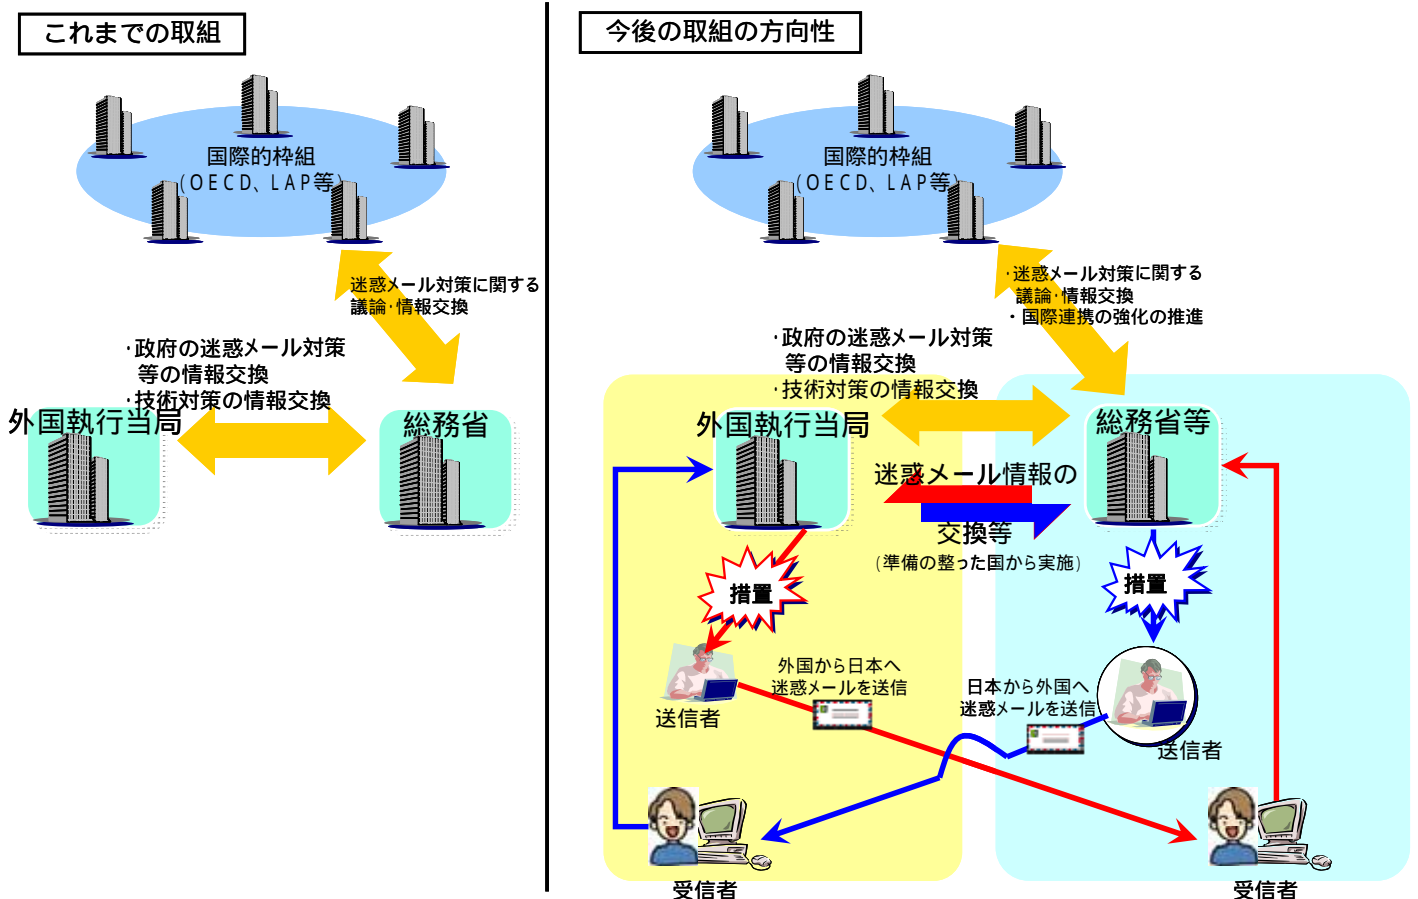 これまでの取組
国際的枠組
(OECD、LAP等)
迷惑メール対策に関する
議論・情報交換
・政府の迷惑メール対策
等の情報交換
・技術対策の情報交換
外国執行当局
総務省
今後の取組の方向性
国際的枠組
(OECD、LAP等)
・迷惑メール対策に関する
議論・情報交換
・国際連携の強化の推進
・政府の迷惑メール対策
等の情報交換
・技術対策の情報交換
外国執行当局
総務省等
迷惑メール情報の
交換等
(準備の整った国から実施)
措置
措置
外国から日本へ
迷惑メールを送信
送信者
日本から外国へ
迷惑メールを送信
送信者
受信者
受信者